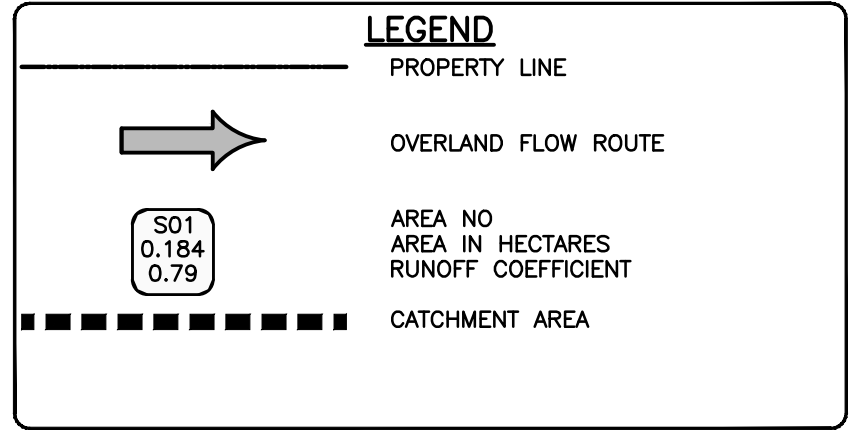 LEGEND
PROPERTY LINE
OVERLAND FLOW ROUTE
S01
0.184
0.79
AREA NO
AREA IN HECTARES
RUNOFF COEFFICIENT
CATCHMENT AREA